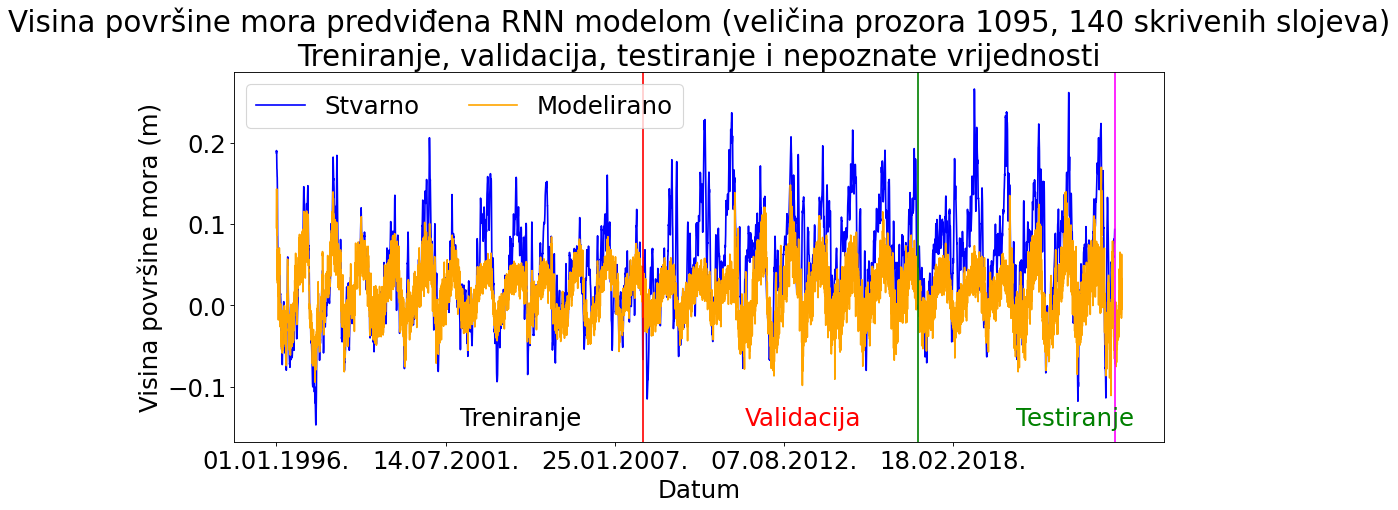 Visina površine mora predviđena RNN modelom (veličina prozora 1095, 140 skrivenih slojeva)
Treniranje, validacija, testiranje i nepoznate vrijednosti
Stvarno
Modelirano
Visina površine mora (m)
0.2
0.1
0.0
−0.1
Treniranje
Validacija
Testiranje
01.01.1996.
14.07.2001.
25.01.2007.
07.08.2012.
18.02.2018.
Datum